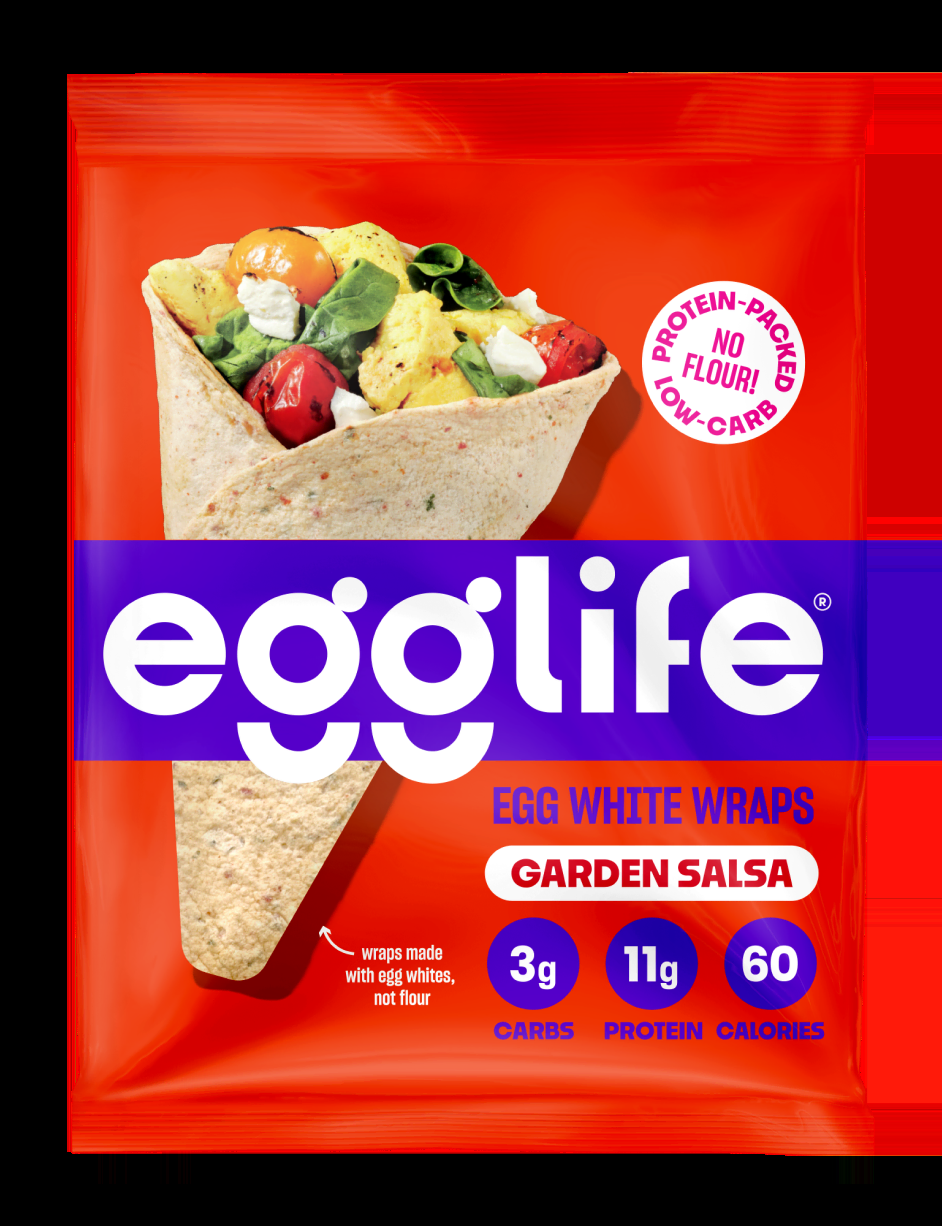 PROTEIN-PACKED
NO
FLOUR!
LOW-CARB
egglife®
EGG WHITE WRAPS
GARDEN SALSA
wraps made
with egg whites,
not flour
3g 11g 60
CARBS PROTEIN CALORIES